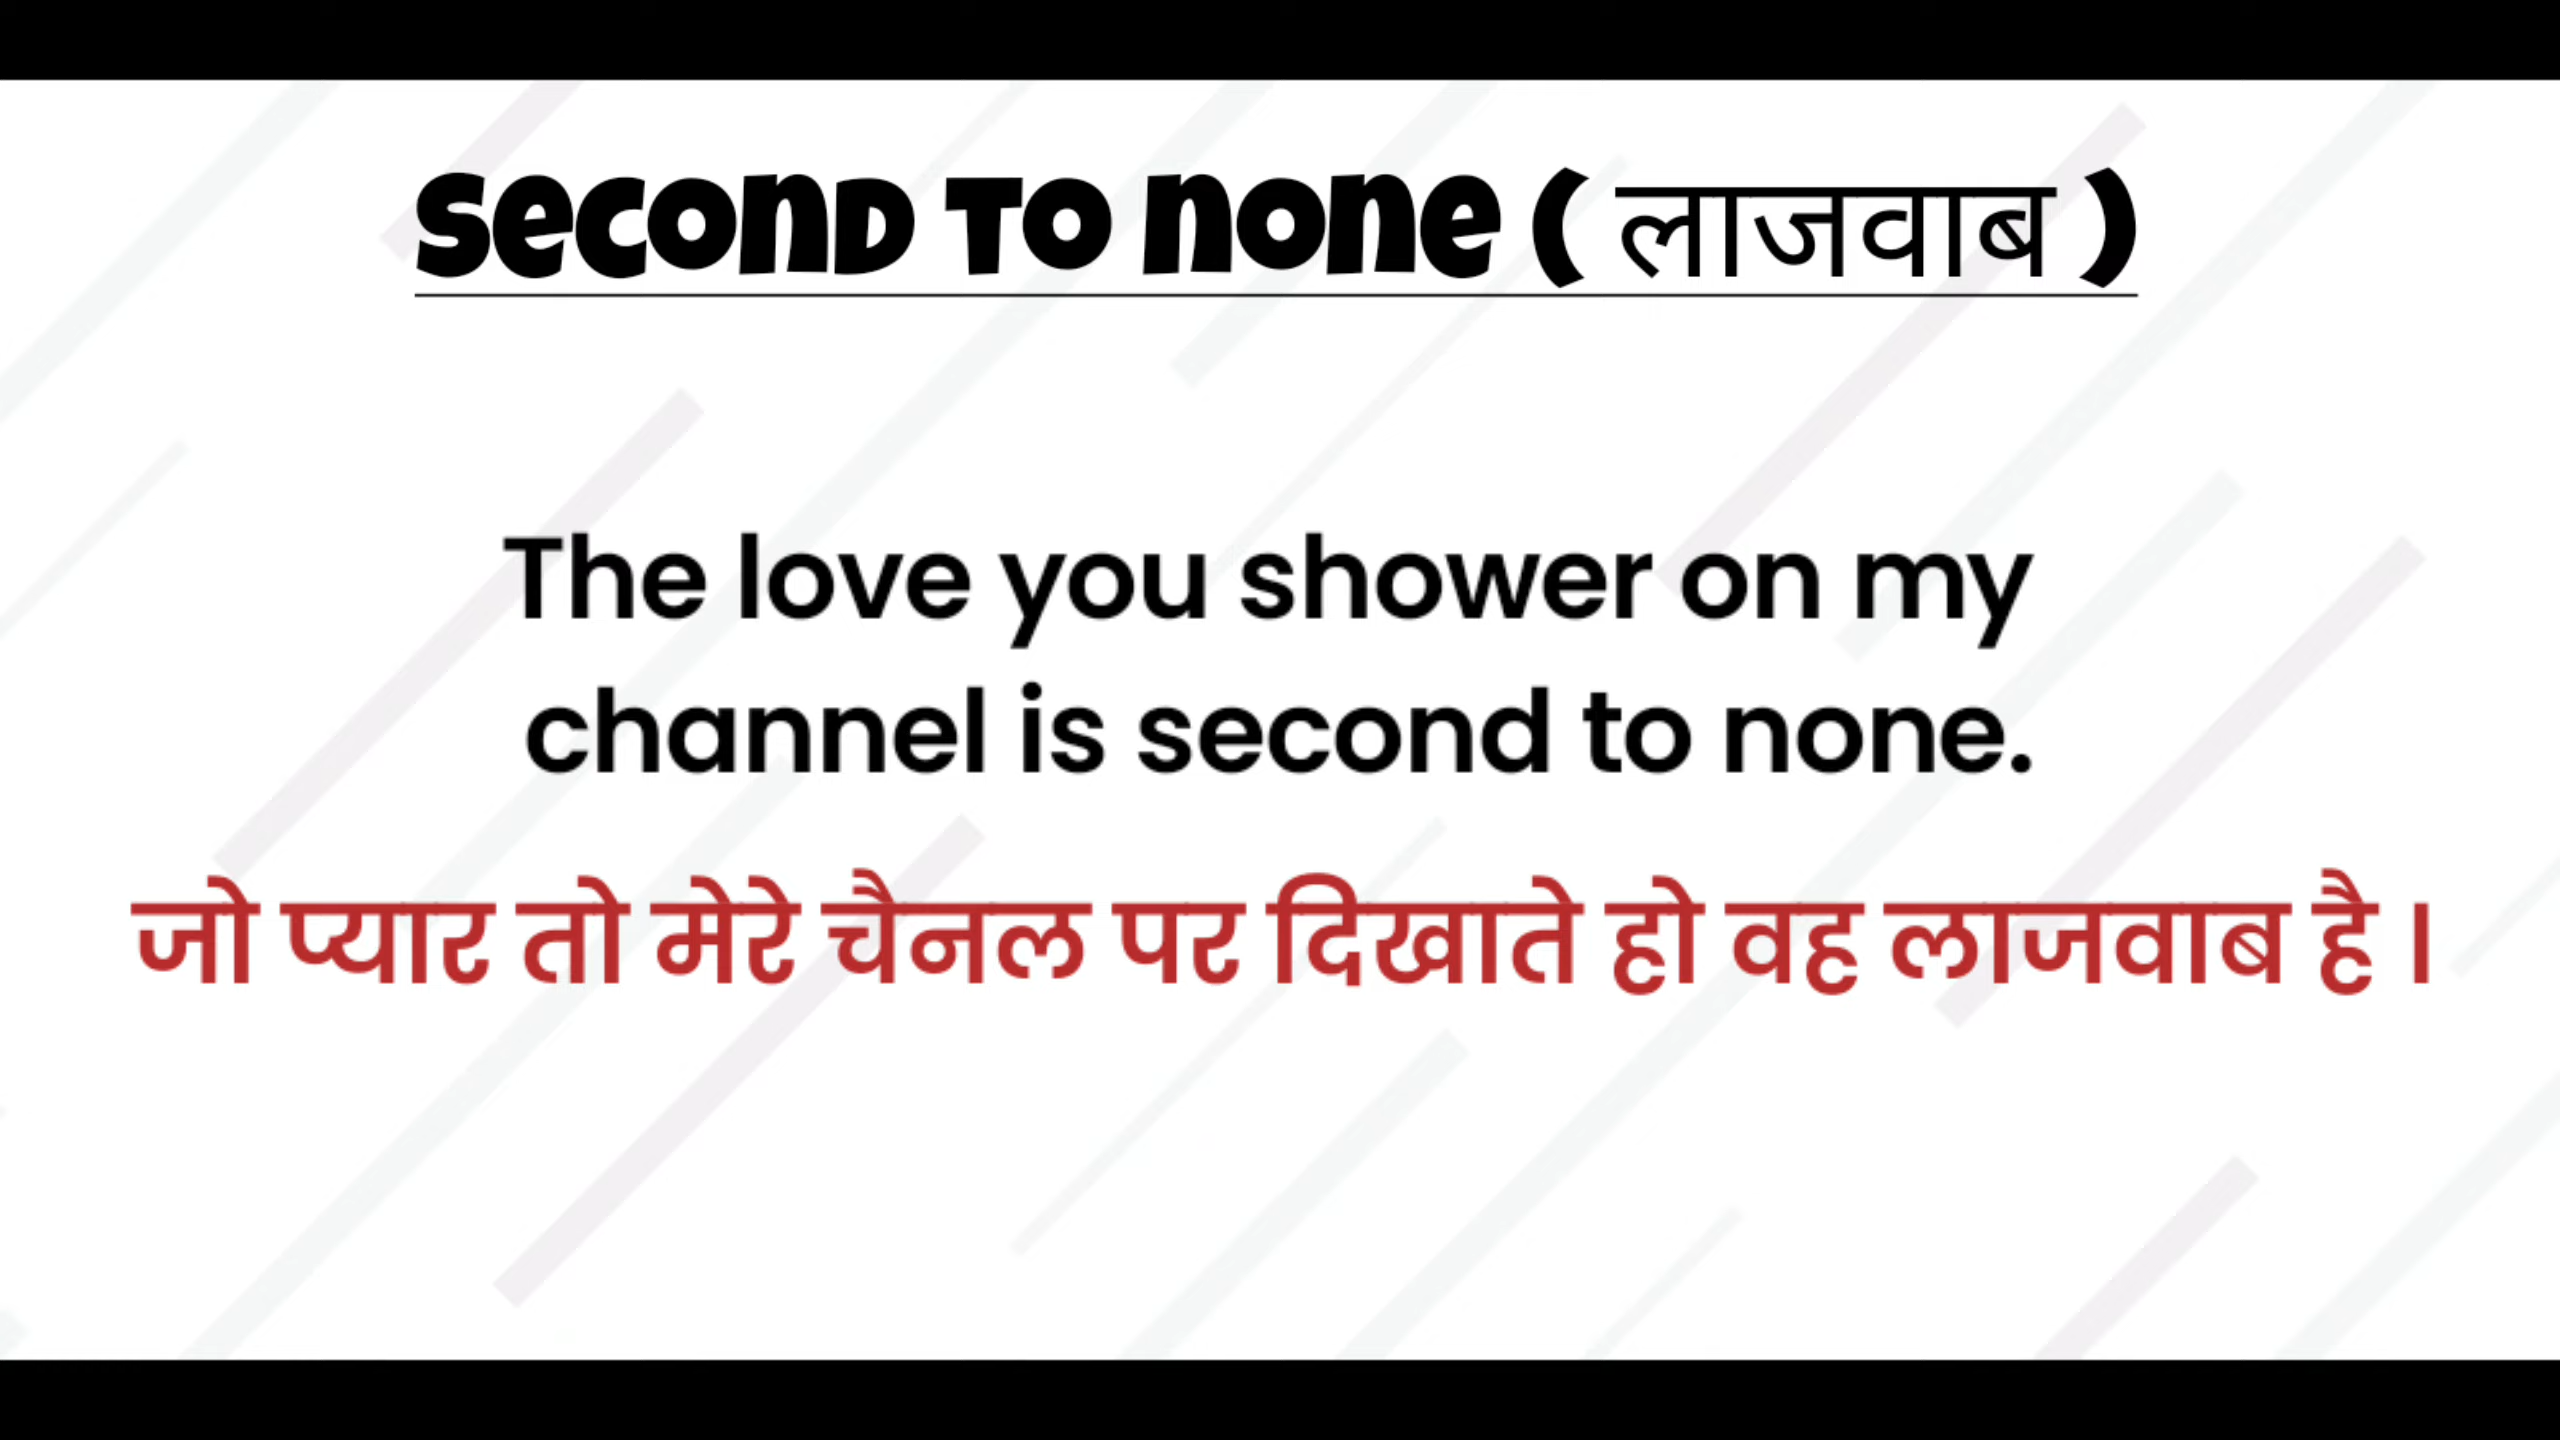 Second to none ( लाजवाब )
The love you shower on my
channel is second to none.
जो प्यार तो मेरे चैनल पर दिखाते हो वह लाजवाब है ।